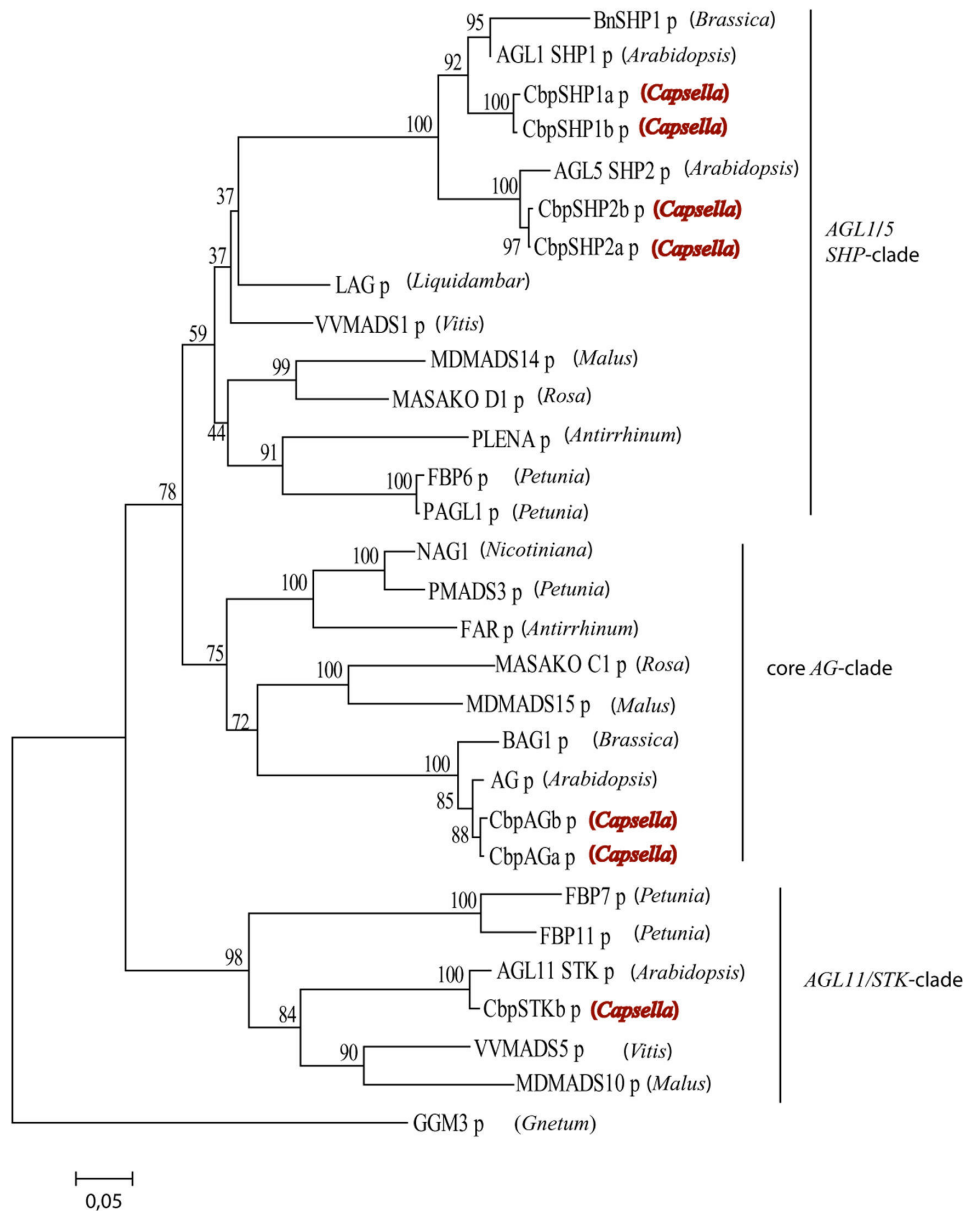 95
BnSHP1 p (Brassica)
AGL1 SHP1 p (Arabidopsis)
92
100
CbpSHP1a p (Capsella)
CbpSHP1b p (Capsella)
100
AGL5 SHP2 p (Arabidopsis)
100
CbpSHP2b p (Capsella)
97
CbpSHP2a p (Capsella)
AGL1/5
SHP-clade
37
LAG p (Liquidambar)
37
VVMADS1 p (Vitis)
59
99
MDMADS14 p (Malus)
MASAKO D1 p (Rosa)
44
91
PLENA p (Antirrhinum)
100
FBP6 p (Petunia)
PAGL1 p (Petunia)
78
100
NAG1 (Nicotiniana)
100
PMADS3 p (Petunia)
FAR p (Antirrhinum)
75
100
MASAKO C1 p (Rosa)
core AG-clade
MDMADS15 p (Malus)
72
BAG1 p (Brassica)
100
AG p (Arabidopsis)
85
CbpAGb p (Capsella)
88
CbpAGa p (Capsella)
100
FBP7 p (Petunia)
FBP11 p (Petunia)
98
100
AGL11 STK p (Arabidopsis)
AGL11/STK-clade
CbpSTKb p (Capsella)
84
90
VVMADS5 p (Vitis)
MDMADS10 p (Malus)
GGM3 p (Gnetum)
0,05